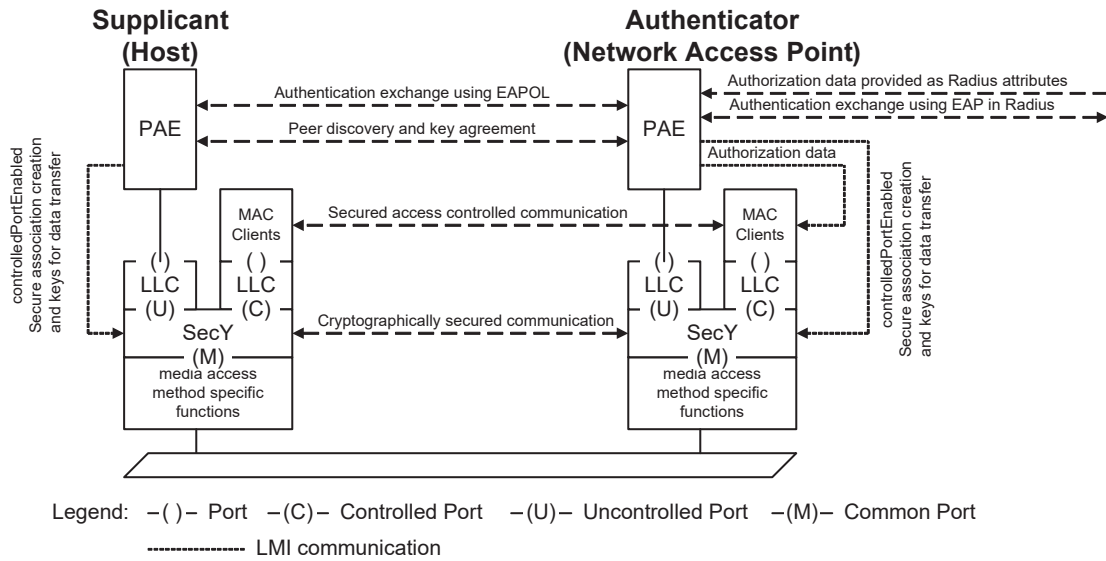 Supplicant
(Host)
Authenticator
(Network Access Point)
PAE
Authentication exchange using EAPOL
Peer discovery and key agreement
PAE
Authorization data provided as Radius attributes
Authentication exchange using EAP in Radius
Authorization data
controlledPortEnabled
Secure association creation
and keys for data transfer
MAC
Clients
Secured access controlled communication
MAC
Clients
controlledPortEnabled
Secure association creation
and keys for data transfer
( )
( )
( )
( )
LLC
LLC
LLC
LLC
(U)
(C)
(U)
(C)
SecY
Cryptographically secured communication
SecY
(M)
(M)
media access
method specific
functions
media access
method specific
functions
Legend: –( )– Port –(C)– Controlled Port –(U)– Uncontrolled Port –(M)– Common Port
LMI communication